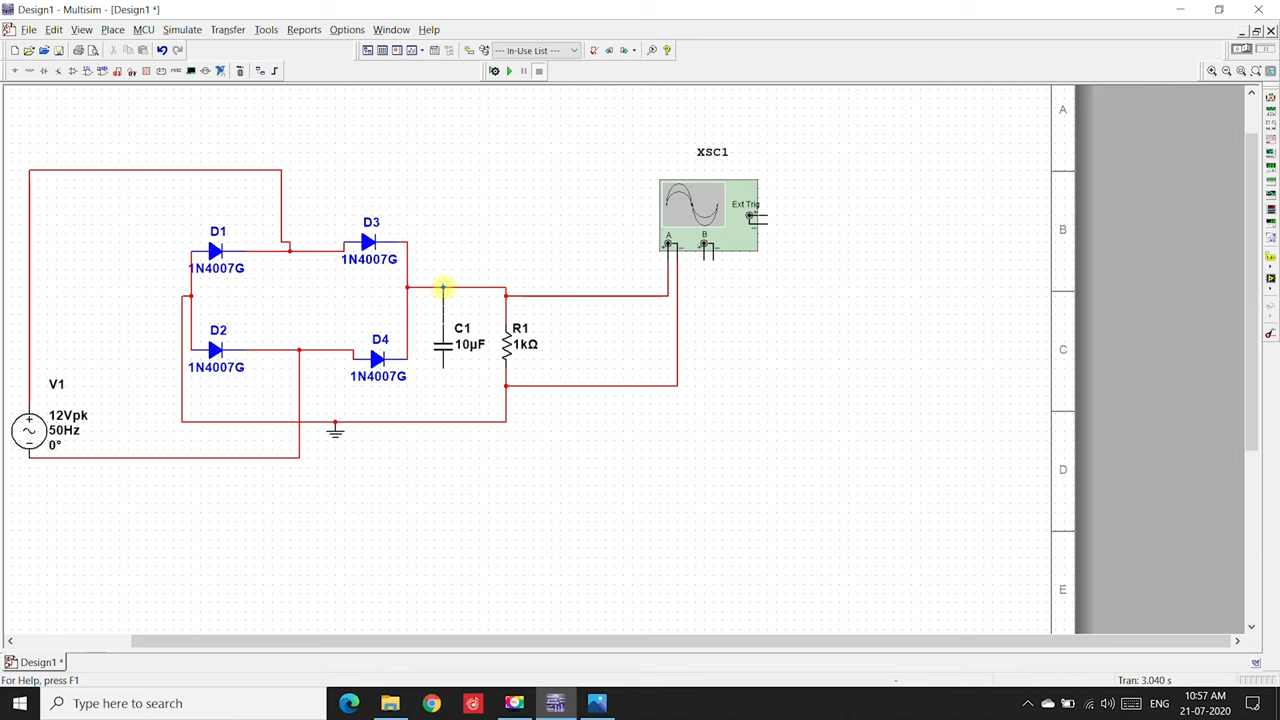 Design1 - Multisim - [Design1 *]
File Edit View Place MCU Simulate Transfer Tools Reports Options Window Help
--- In-Use List ---
A
XSC1
Ext Trig
B
A
B
D3
D1
1N4007G
1N4007G
C1
R1
10µF
1kΩ
D2
D4
C
1N4007G
1N4007G
V1
12Vpk
50Hz
0°
D
E
Design1 *
For Help, press F1
-
Tran: 3.040 s
Type here to search
ENG
10:57 AM
21-07-2020